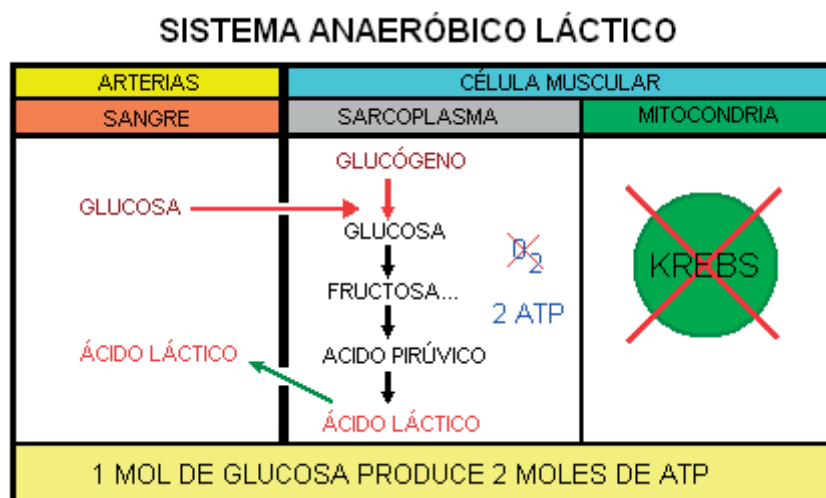 SISTEMA ANAERÓBICO LÁCTICO
ARTERIAS
CÉLULA MUSCULAR
SANGRE
SARCOPLASMA
MITOCONDRIA
GLUCÓGENO
GLUCOSA
GLUCOSA
O2
KREBS
FRUCTOSA...
2 ATP
ÁCIDO LÁCTICO
ACIDO PIRÚVICO
ÁCIDO LÁCTICO
1 MOL DE GLUCOSA PRODUCE 2 MOLES DE ATP